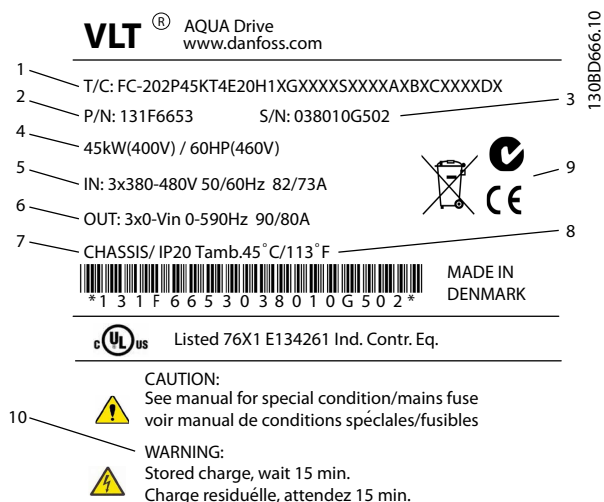 VLT ® AQUA Drive
www.danfoss.com
130BD666.10
1 T/C: FC-202P45KT4E20H1XGXXXXSXXXXAXBXCXXXXDX
2 P/N: 131F6653 S/N: 038010G502 3
4 45kW(400V) / 60HP(460V)
5 IN: 3x380-480V 50/60Hz 82/73A 9
CE
6 OUT: 3x0-Vin 0-590Hz 90/80A
7 CHASSIS/ IP20 Tamb.45˚C/113˚F 8
*131F6653038010G502*
MADE IN
DENMARK
c UL us Listed 76X1 E134261 Ind. Contr. Eq.
CAUTION:
See manual for special condition/mains fuse
voir manual de conditions spéclales/fusibles
10 WARNING:
Stored charge, wait 15 min.
Charge residuélle, attendez 15 min.